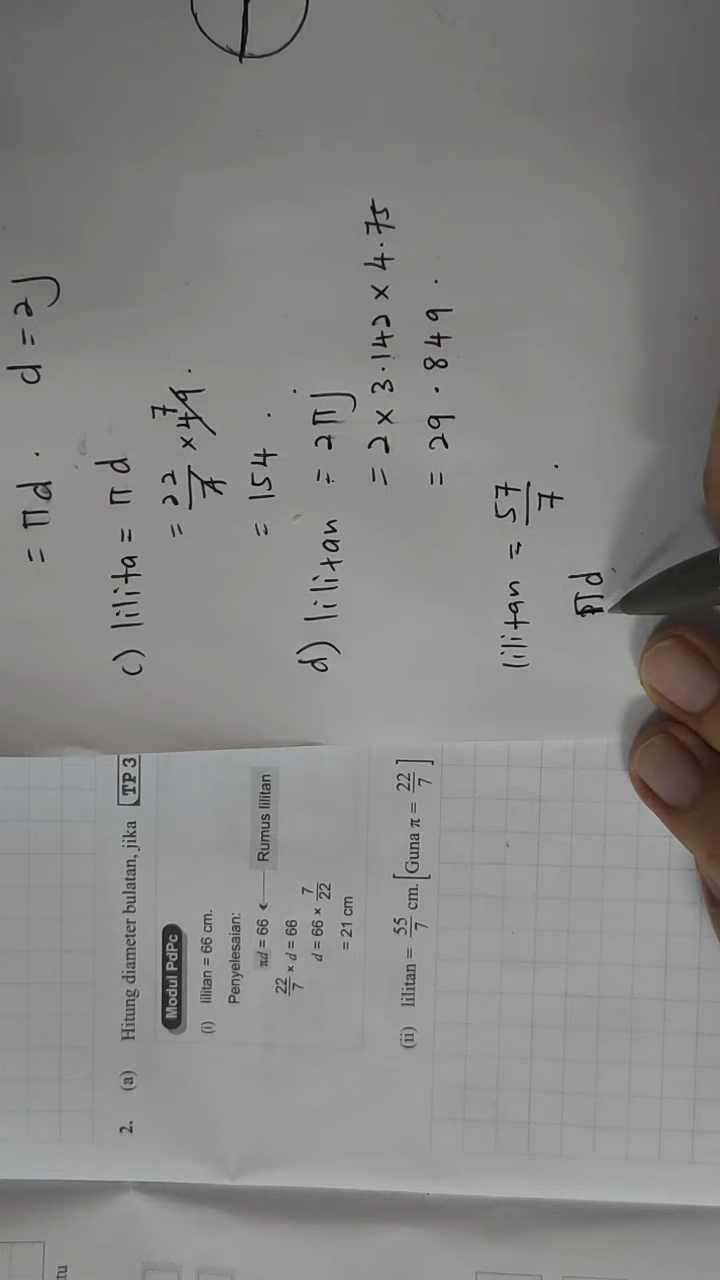 = πd . d = 2j
c) lilita = πd
= 22/7 × 49 7 .
= 154 .
d) lilitan = 2πj
= 2 × 3.142 × 4.75
= 29.849 .
lilitan = 57/7 .
πd
2. (a) Hitung diameter bulatan, jika TP 3
Modul PdPc
(i) lilitan = 66 cm.
Penyelesaian:
πd = 66 ← Rumus lilitan
22/7 × d = 66
d = 66 × 7/22
= 21 cm
(ii) lilitan = 55/7 cm. [Guna π = 22/7]
tu